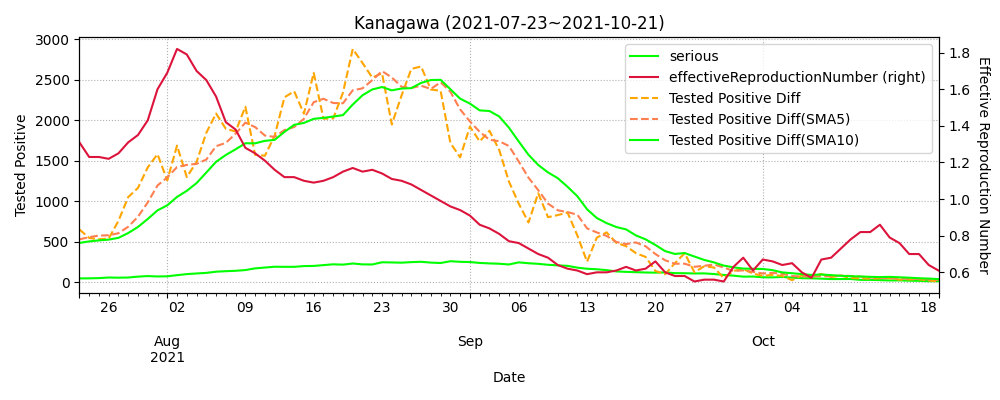 Kanagawa (2021-07-23~2021-10-21)
3000
2500
2000
1500
1000
500
0
Tested Positive
1.8
1.6
1.4
1.2
1.0
0.8
0.6
Effective Reproduction Number
serious
effectiveReproductionNumber (right)
Tested Positive Diff
Tested Positive Diff(SMA5)
Tested Positive Diff(SMA10)
26 02 09 16 23 30 06 13 20 27 04 11 18
Aug Sep Oct
2021
Date